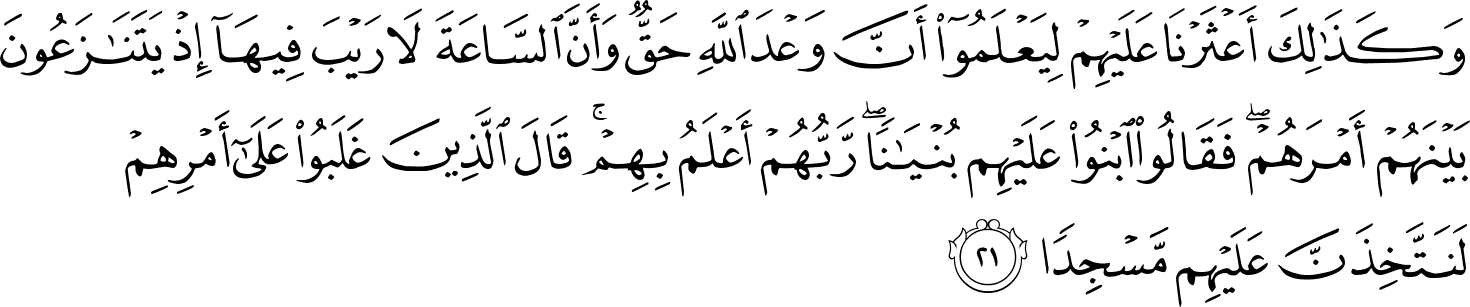 وَكَذَٰلِكَ أَعْثَرْنَا عَلَيْهِمْ لِيَعْلَمُوٓا۟ أَنَّ وَعْدَ ٱللَّهِ حَقٌّ وَأَنَّ ٱلسَّاعَةَ لَا رَيْبَ فِيهَآ إِذْ يَتَنَـٰزَعُونَ
بَيْنَهُمْ أَمْرَهُمْ ۖ فَقَالُوا۟ ٱبْنُوا۟ عَلَيْهِم بُنْيَـٰنًا ۖ رَّبُّهُمْ أَعْلَمُ بِهِمْ ۚ قَالَ ٱلَّذِينَ غَلَبُوا۟ عَلَىٰٓ أَمْرِهِمْ
لَنَتَّخِذَنَّ عَلَيْهِم مَّسْجِدًا ٢١